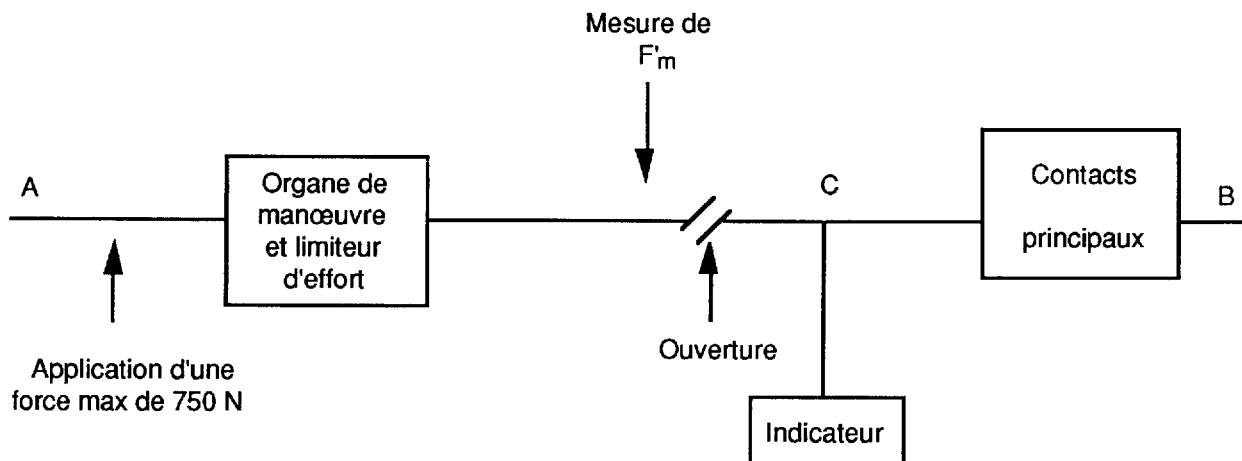 Mesure de
F'm
A
Organe de
manœuvre
et limiteur
d'effort
C
Contacts
principaux
B
Application d'une
force max de 750 N
Ouverture
Indicateur